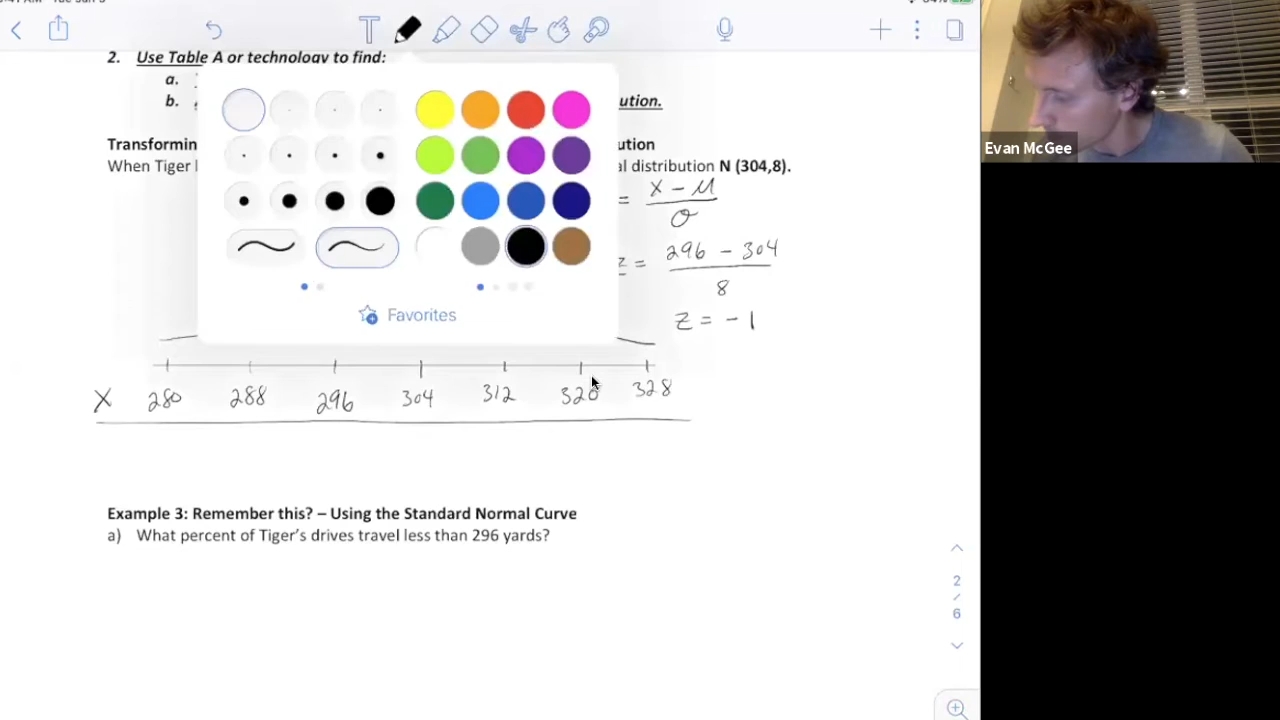 2. Use Table A or technology to find:
a.
b. ution.
Transformin ution
When Tiger l al distribution N (304,8).
= x - μ / σ
z = 296 - 304 / 8
z = -1
Favorites
X 280 288 296 304 312 320 328
Example 3: Remember this? – Using the Standard Normal Curve
a) What percent of Tiger's drives travel less than 296 yards?
2
/
6
Evan McGee